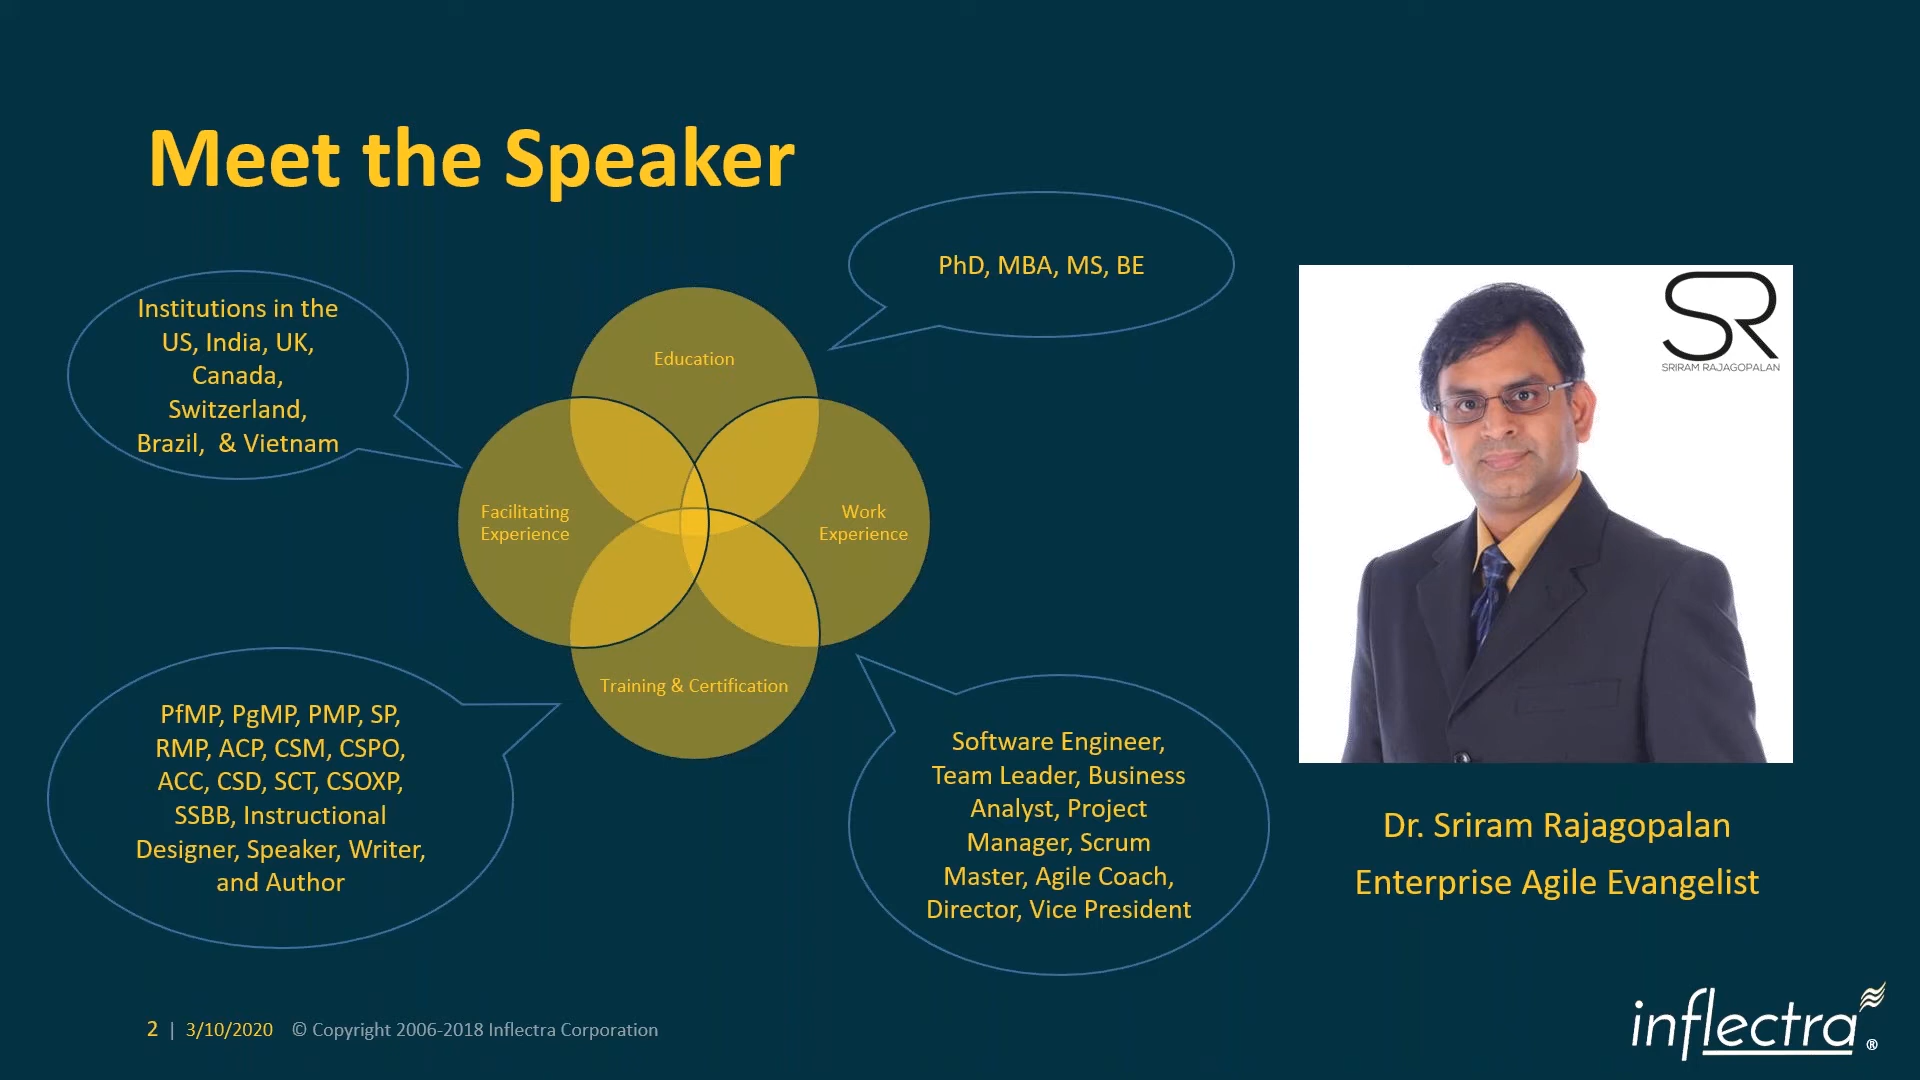 Meet the Speaker
PhD, MBA, MS, BE
Institutions in the
US, India, UK,
Canada,
Switzerland,
Brazil,  & Vietnam
Education
Facilitating
Experience
Work
Experience
Training & Certification
PfMP, PgMP, PMP, SP,
RMP, ACP, CSM, CSPO,
ACC, CSD, SCT, CSOXP,
SSBB, Instructional
Designer, Speaker, Writer,
and Author
Software Engineer,
Team Leader, Business
Analyst, Project
Manager, Scrum
Master, Agile Coach,
Director, Vice President
SR
SRIRAM RAJAGOPALAN
Dr. Sriram Rajagopalan
Enterprise Agile Evangelist
2 | 3/10/2020 © Copyright 2006-2018 Inflectra Corporation
inflectra®